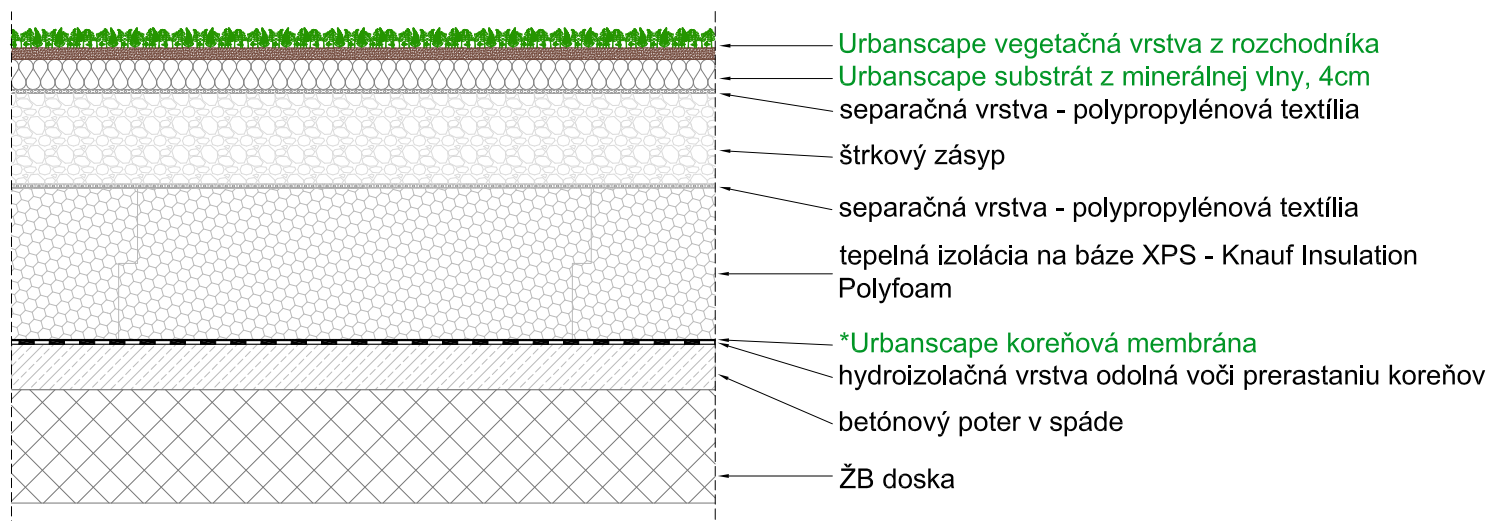 Urbanscape vegetačná vrstva z rozchodníka
Urbanscape substrát z minerálnej vlny, 4cm
separačná vrstva - polypropylénová textília
štrkový zásyp
separačná vrstva - polypropylénová textília
tepelná izolácia na báze XPS - Knauf Insulation
Polyfoam
*Urbanscape koreňová membrána
hydroizolačná vrstva odolná voči prerastaniu koreňov
betónový poter v spáde
ŽB doska